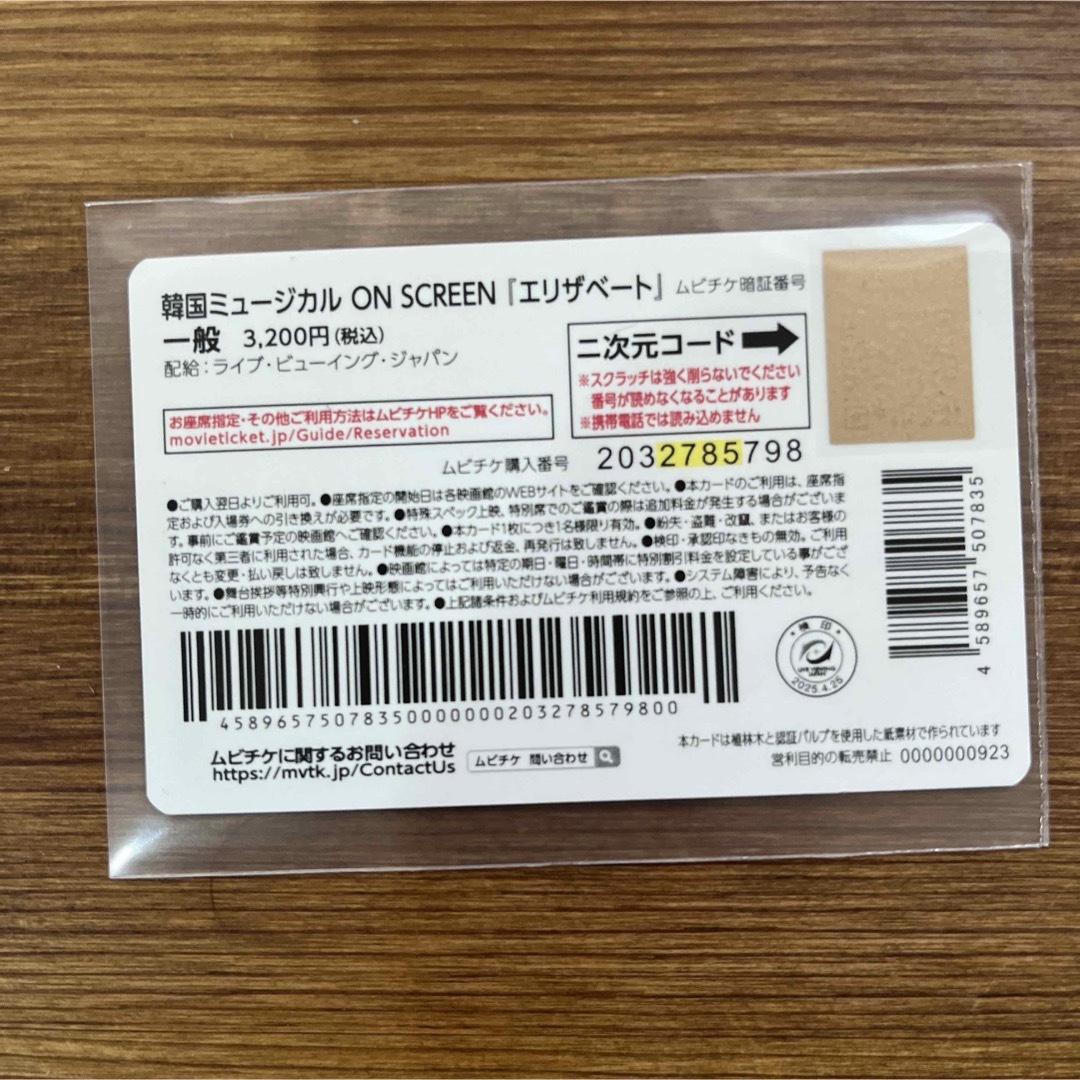 韓国ミュージカル ON SCREEN『エリザベート』 ムビチケ暗証番号
一般 3,200円(税込)
配給：ライブ・ビューイング・ジャパン
二次元コード
※スクラッチは強く削らないでください
番号が読めなくなることがあります
※携帯電話では読み込めません
お座席指定・その他ご利用方法はムビチケHPをご覧ください。
movieticket.jp/Guide/Reservation
ムビチケ購入番号 2032785798
●ご購入翌日よりご利用可。●座席指定の開始日は各映画館のWEBサイトをご確認ください。●本カードのご利用は、座席指
定および入場券への引き換えが必要です。●特殊スペック上映、特別席でのご鑑賞の際は追加料金が発生する場合がございま
す。事前にご鑑賞予定の映画館へご確認ください。●本カード1枚につき1名様限り有効。●紛失・盗難・改竄、またはお客様の
許可なく第三者に利用された場合、カード機能の停止および返金、再発行は致しません。●検印・承認印なきもの無効。ご利用
なくとも変更・払い戻しは致しません。●映画館によっては特定の期日・曜日・時間帯に特別割引料金を設定している事がござ
います。●舞台挨拶等特別興行や上映形態によってはご利用いただけない場合がございます。●システム障害により、予告なく
一時的にご利用いただけない場合がございます。●上記諸条件およびムビチケ利用規約をご参照の上、ご利用ください。
4589657507835000000020327857980​0
4 589657 507835
検印
LIVE VIEWING
JAPAN
2025.4.25
ムビチケに関するお問い合わせ
https://mvtk.jp/ContactUs
ムビチケ 問い合わせ
本カードは植林木と認証パルプを使用した紙素材で作られています
営利目的の転売禁止 0000000923